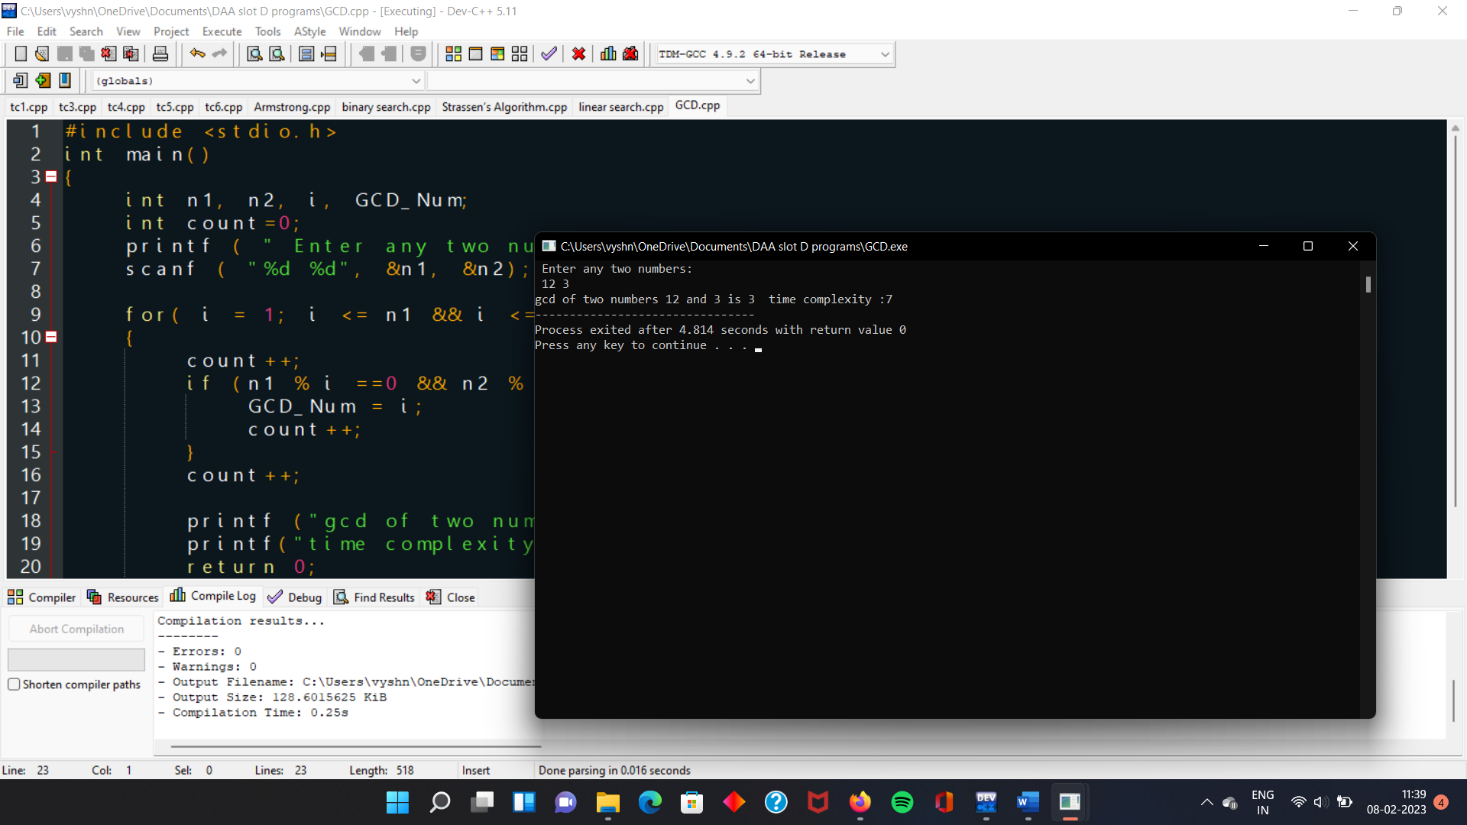 C:\Users\vyshn\OneDrive\Documents\DAA slot D programs\GCD.cpp - [Executing] - Dev-C++ 5.11
File Edit Search View Project Execute Tools AStyle Window Help
TDM-GCC 4.9.2 64-bit Release
(globals)
tc1.cpp tc3.cpp tc4.cpp tc5.cpp tc6.cpp Armstrong.cpp binary search.cpp Strassen's Algorithm.cpp linear search.cpp GCD.cpp
1 #include <stdio.h>
2 int main()
3 {
4 int n1, n2, i, GCD_Num;
5 int count=0;
6 printf ( " Enter any two nu
7 scanf ( "%d %d", &n1, &n2);
8
9 for( i = 1; i <= n1 && i <=
10 {
11 count++;
12 if (n1 % i ==0 && n2 %
13 GCD_Num = i;
14 count++;
15 }
16 count++;
17
18 printf ("gcd of two num
19 printf("time complexity
20 return 0;
C:\Users\vyshn\OneDrive\Documents\DAA slot D programs\GCD.exe
Enter any two numbers:
12 3
gcd of two numbers 12 and 3 is 3  time complexity :7
--------------------------------
Process exited after 4.814 seconds with return value 0
Press any key to continue . . .
Compiler Resources Compile Log Debug Find Results Close
Abort Compilation
Shorten compiler paths
Compilation results...
--------
- Errors: 0
- Warnings: 0
- Output Filename: C:\Users\vyshn\OneDrive\Docume
- Output Size: 128.6015625 KiB
- Compilation Time: 0.25s
Line: 23 Col: 1 Sel: 0 Lines: 23 Length: 518 Insert Done parsing in 0.016 seconds
DEV
ENG
IN
11:39
08-02-2023
4